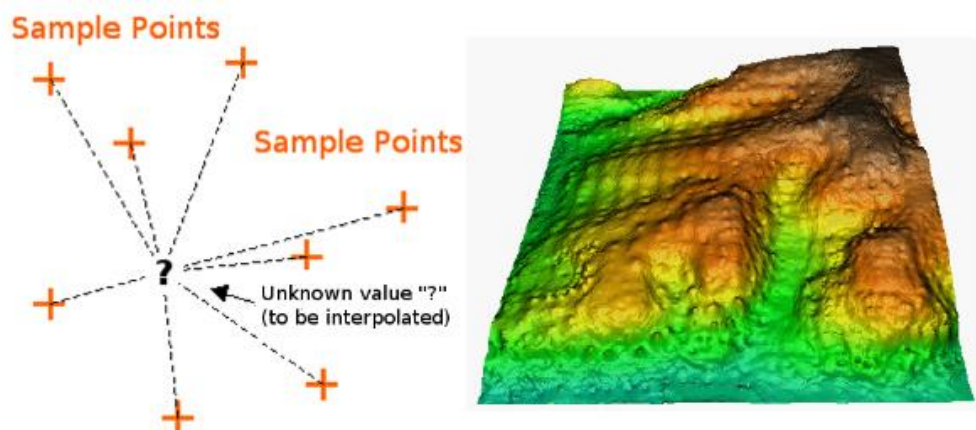 Sample Points
Sample Points
?
Unknown value "?"
(to be interpolated)